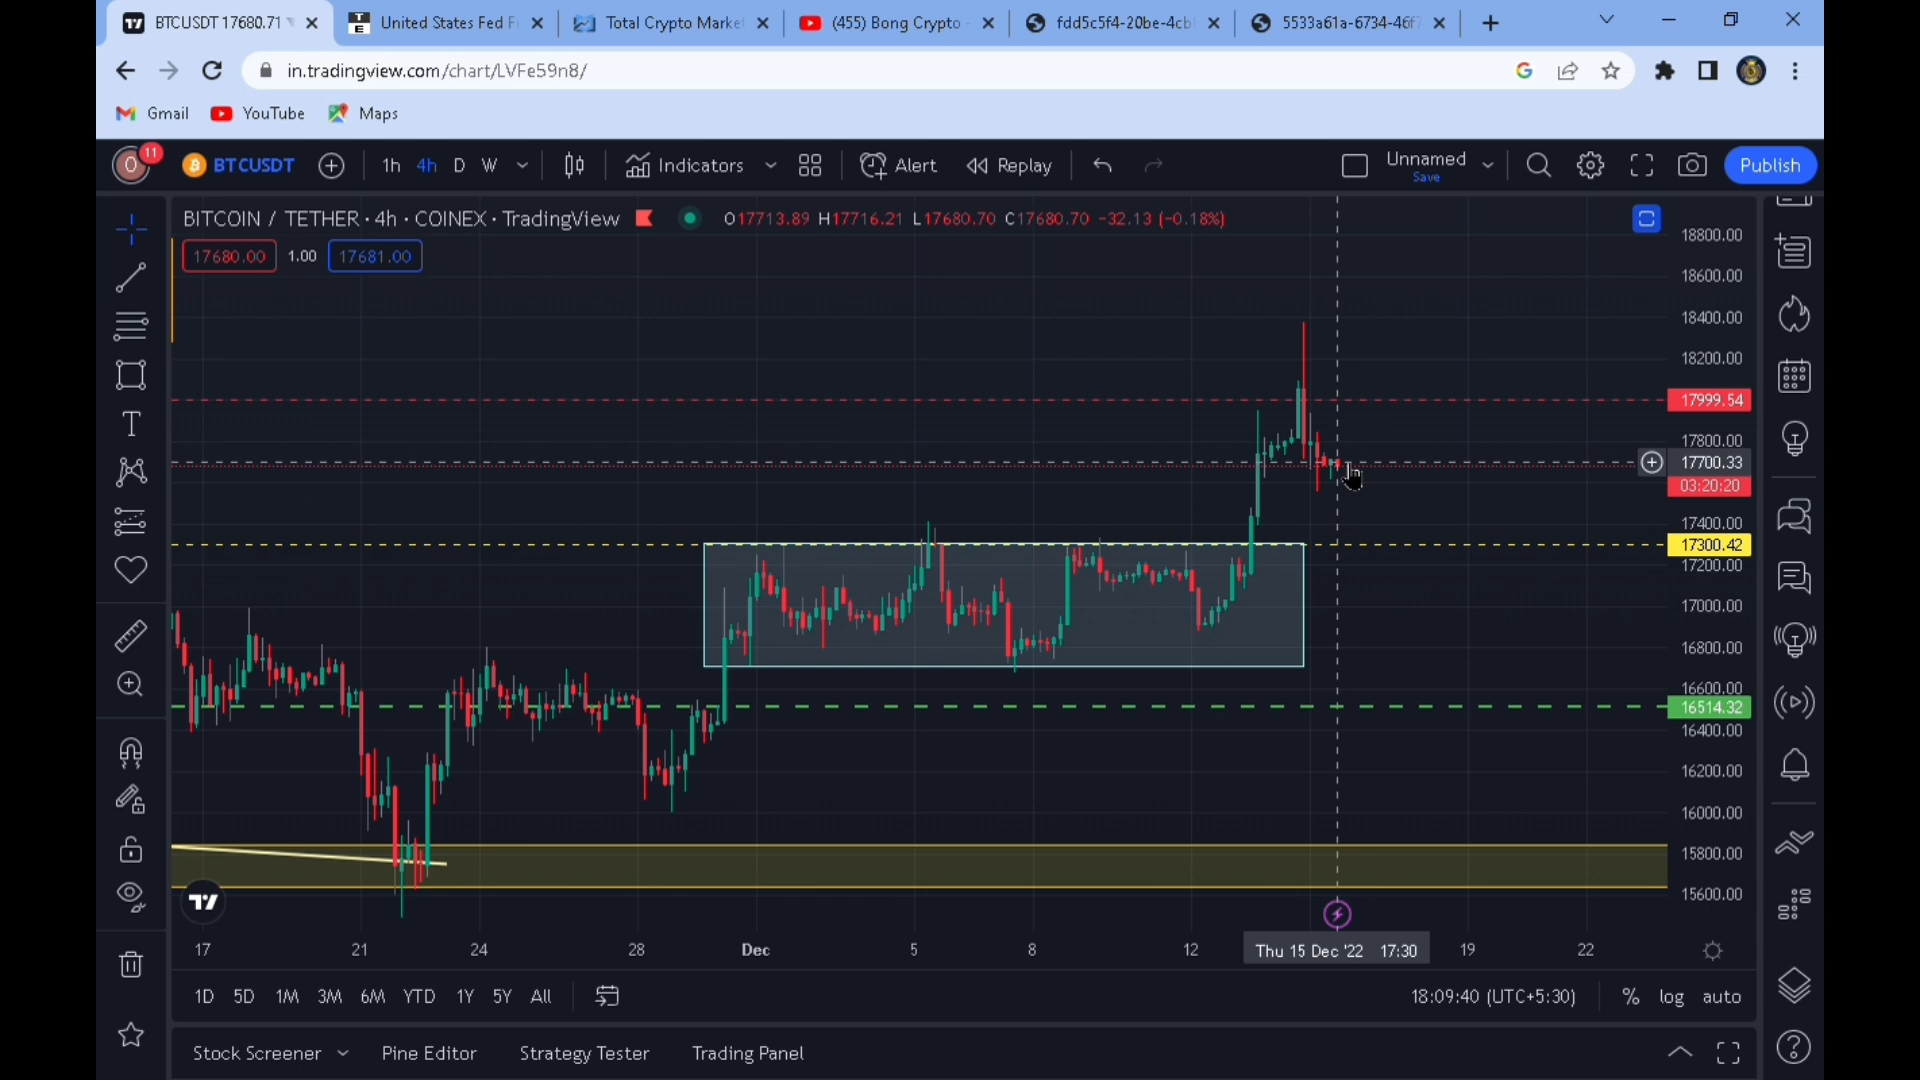 BTCUSDT 17680.71
United States Fed F
Total Crypto Market
(455) Bong Crypto -
fdd5c5f4-20be-4cb
5533a61a-6734-46f7
in.tradingview.com/chart/LVFe59n8/
Gmail
YouTube
Maps
O
11
BTCUSDT
1h
4h
D
W
Indicators
Alert
Replay
Unnamed
Save
Publish
BITCOIN / TETHER · 4h · COINEX · TradingView
O17713.89 H17716.21 L17680.70 C17680.70 -32.13 (-0.18%)
17680.00
1.00
17681.00
18800.00
18600.00
18400.00
18200.00
17999.54
17800.00
17700.33
03:20:20
17400.00
17300.42
17200.00
17000.00
16800.00
16600.00
16514.32
16400.00
16200.00
16000.00
15800.00
15600.00
17
21
24
28
Dec
5
8
12
Thu 15 Dec '22 17:30
19
22
1D
5D
1M
3M
6M
YTD
1Y
5Y
All
18:09:40 (UTC+5:30)
%
log
auto
Stock Screener
Pine Editor
Strategy Tester
Trading Panel